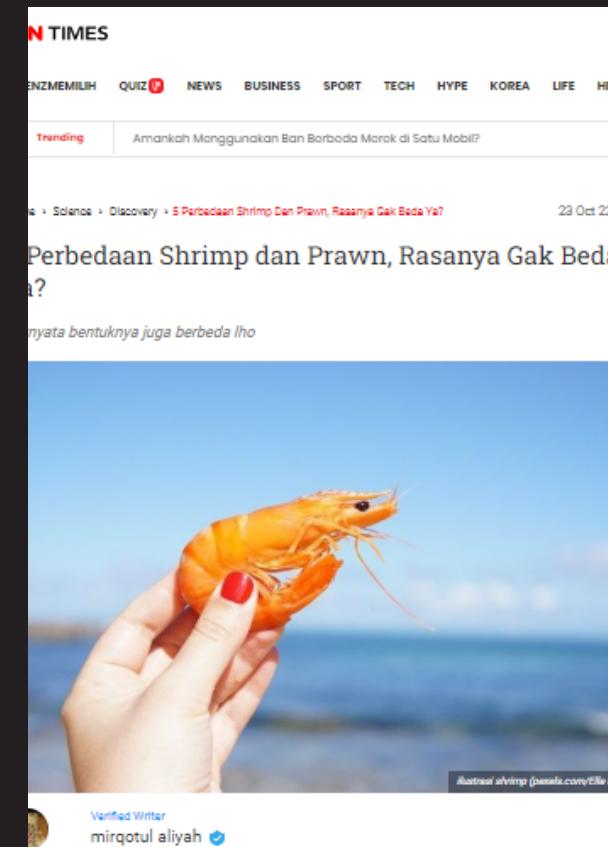 N TIMES
ENZMEMILIH QUIZ NEWS BUSINESS SPORT TECH HYPE KOREA LIFE HE
Trending Amankah Menggunakan Ban Berbeda Merek di Satu Mobil?
e › Science › Discovery › 5 Perbedaan Shrimp Dan Prawn, Rasanya Gak Beda Ya? 23 Oct 22
Perbedaan Shrimp dan Prawn, Rasanya Gak Beda
a?
nyata bentuknya juga berbeda lho
ilustrasi shrimp (pexels.com/Elle
Verified Writer
mirqotul aliyah